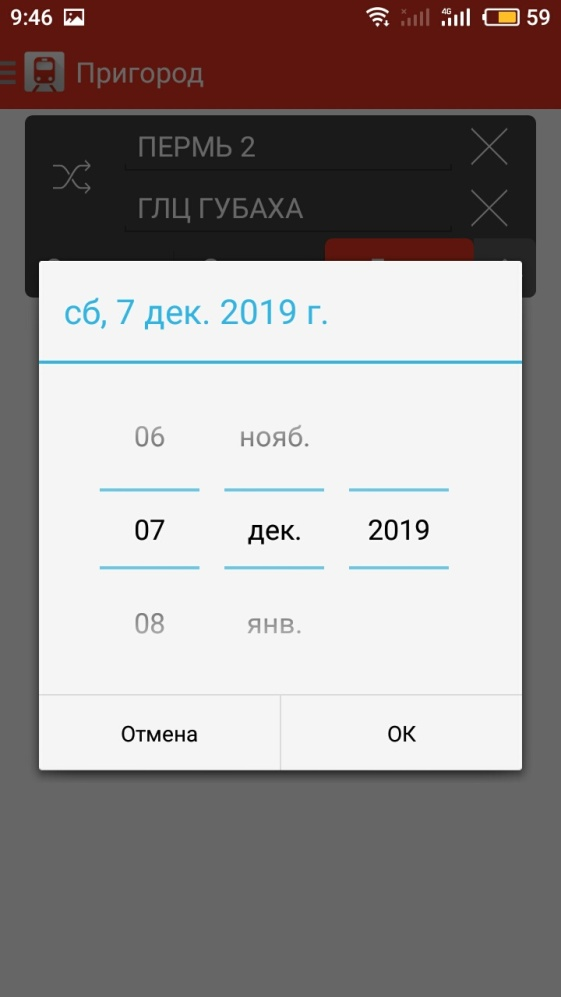 9:46 4G 59
Пригород
ПЕРМЬ 2
ГЛЦ ГУБАХА
сб, 7 дек. 2019 г.
06 нояб.
07 дек. 2019
08 янв.
Отмена ОК